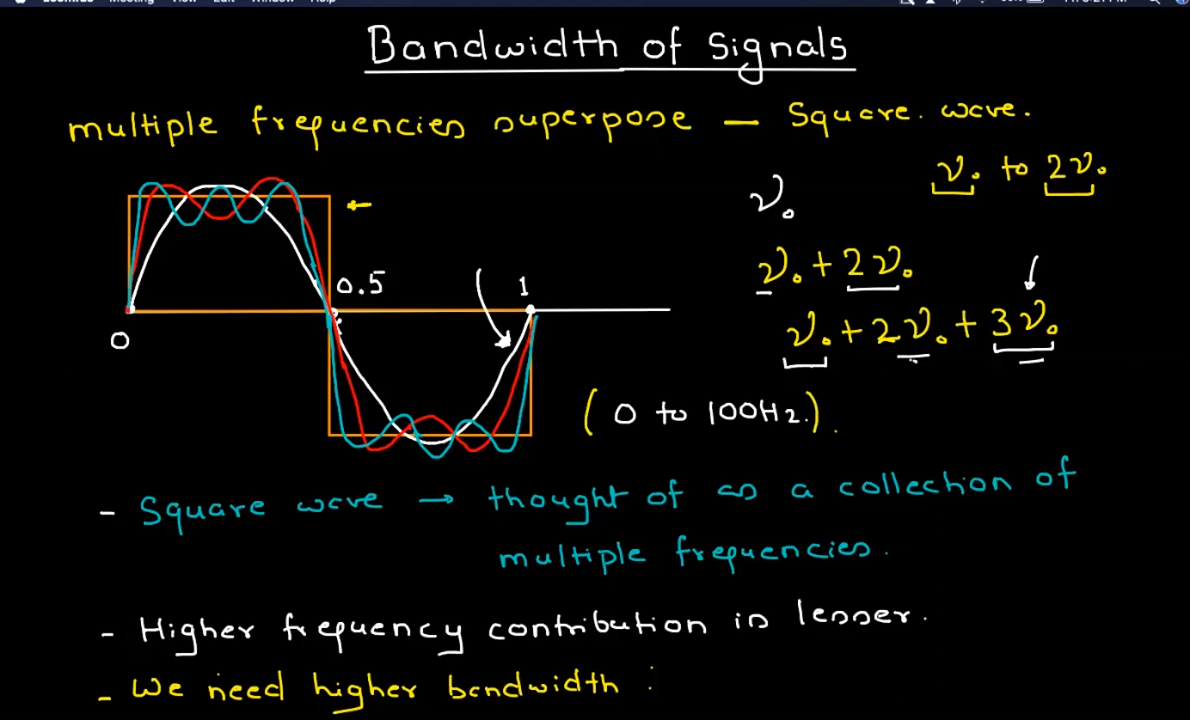 Bandwidth of Signals
multiple frequencies superpose — Square wave.
ν₀ to 2ν₀
ν₀
ν₀ + 2ν₀
ν₀ + 2ν₀ + 3ν₀
0.5
1
0
( 0 to 100Hz.).
- Square wave → thought of as a collection of
multiple frequencies.
- Higher frequency contribution is lesser.
- We need higher bandwidth :